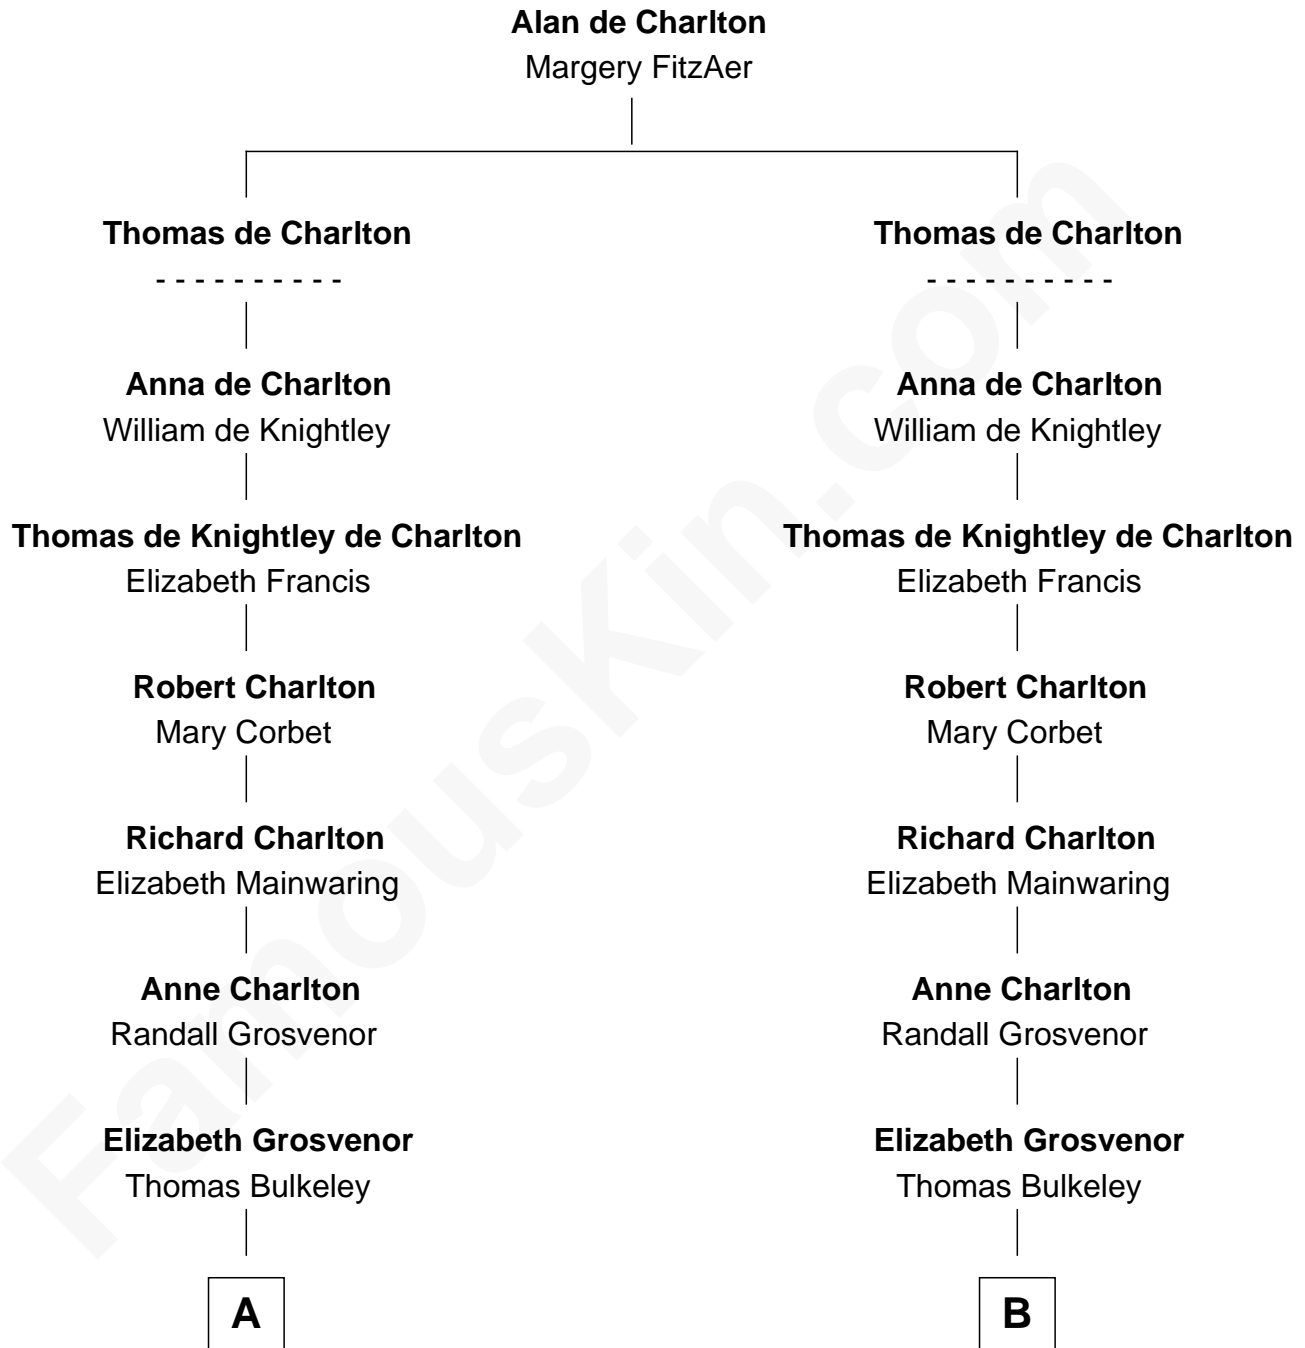 Alan de Charlton
Margery FitzAer
Thomas de Charlton
- - - - - - - - - -
Anna de Charlton
William de Knightley
Thomas de Knightley de Charlton
Elizabeth Francis
Robert Charlton
Mary Corbet
Richard Charlton
Elizabeth Mainwaring
Anne Charlton
Randall Grosvenor
Elizabeth Grosvenor
Thomas Bulkeley
A
Thomas de Charlton
- - - - - - - - - -
Anna de Charlton
William de Knightley
Thomas de Knightley de Charlton
Elizabeth Francis
Robert Charlton
Mary Corbet
Richard Charlton
Elizabeth Mainwaring
Anne Charlton
Randall Grosvenor
Elizabeth Grosvenor
Thomas Bulkeley
B
FamousKin.com